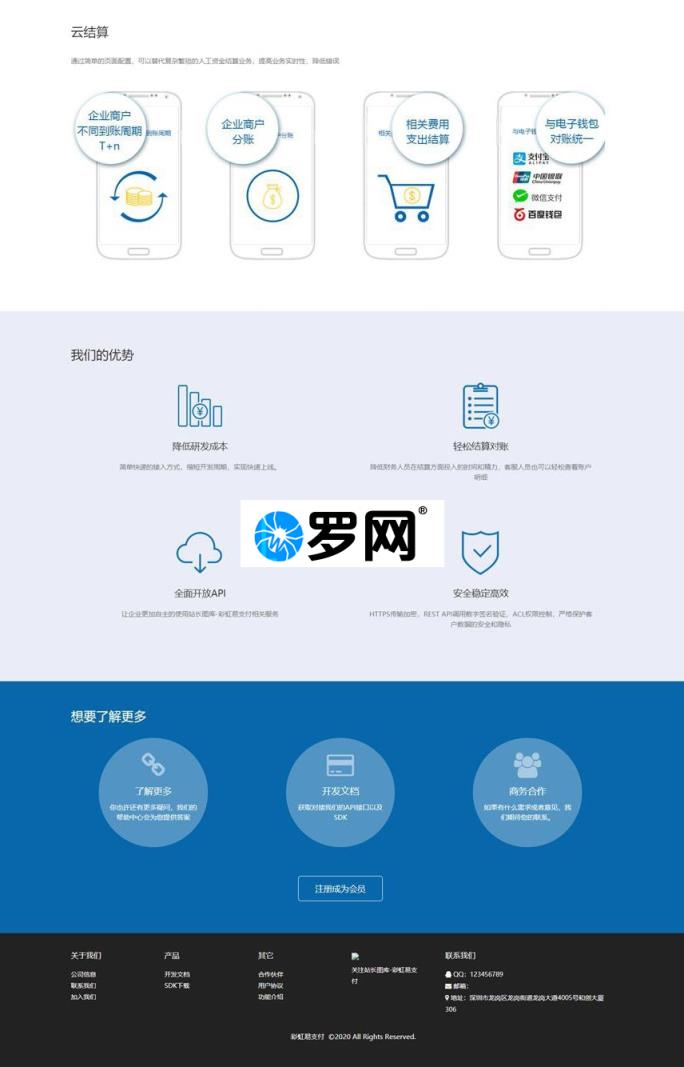 云结算
通过简单的页面配置，可以替代复杂繁琐的人工资金结算业务，提高业务实时性，降低错误
企业商户
不同到账周期
T+n
到账周期
企业商户
分账
分账
相关费用
支出结算
相关
与电子钱包
对账统一
与电子钱
支付宝
ALIPAY
中国银联
China Unionpay
微信支付
百度钱包
我们的优势
降低研发成本
简单快速的接入方式，缩短开发周期，实现快速上线。
轻松结算对账
降低财务人员在结算方面投入的时间和精力，客服人员也可以轻松查看账户
明细
罗网®
全面开放API
让企业更加自主的使用站长图库-彩虹易支付相关服务
安全稳定高效
HTTPS传输加密，REST API调用数字签名验证，ACL权限控制，严格保护客
户数据的安全和隐私
想要了解更多
了解更多
你也许还有更多疑问，我们的
帮助中心会为您提供答案
开发文档
获取对接我们的API接口以及
SDK
商务合作
如果有什么需求或者意见，我
们期待您的联系。
注册成为会员
关于我们
公司信息
联系我们
加入我们
产品
开发文档
SDK下载
其它
合作伙伴
用户协议
功能介绍
关注站长图库-彩虹易支
付
联系我们
QQ：123456789
邮箱：
地址：深圳市龙岗区龙岗街道龙岗大道4005号和创大厦
306
彩虹易支付 ©2020 All Rights Reserved.